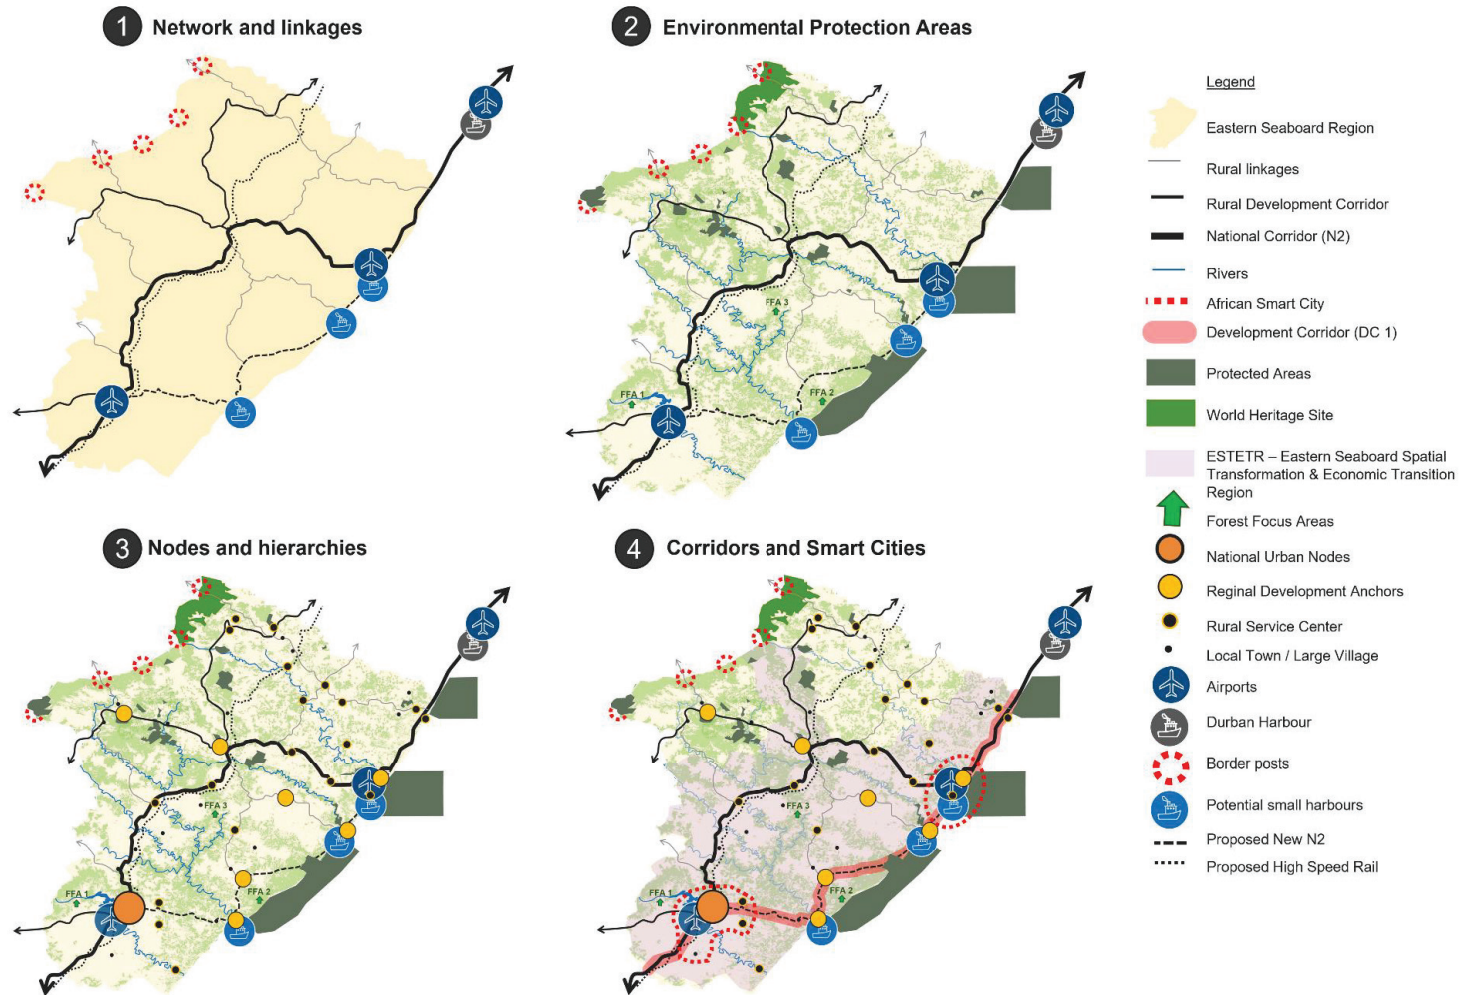 1 Network and linkages
2 Environmental Protection Areas
FFA 3
FFA 1
FFA 2
3 Nodes and hierarchies
FFA 3
FFA 1
FFA 2
4 Corridors and Smart Cities
FFA 3
FFA 1
FFA 2
Legend
Eastern Seaboard Region
Rural linkages
Rural Development Corridor
National Corridor (N2)
Rivers
African Smart City
Development Corridor (DC 1)
Protected Areas
World Heritage Site
ESTETR – Eastern Seaboard Spatial
Transformation & Economic Transition
Region
Forest Focus Areas
National Urban Nodes
Reginal Development Anchors
Rural Service Center
Local Town / Large Village
Airports
Durban Harbour
Border posts
Potential small harbours
Proposed New N2
Proposed High Speed Rail